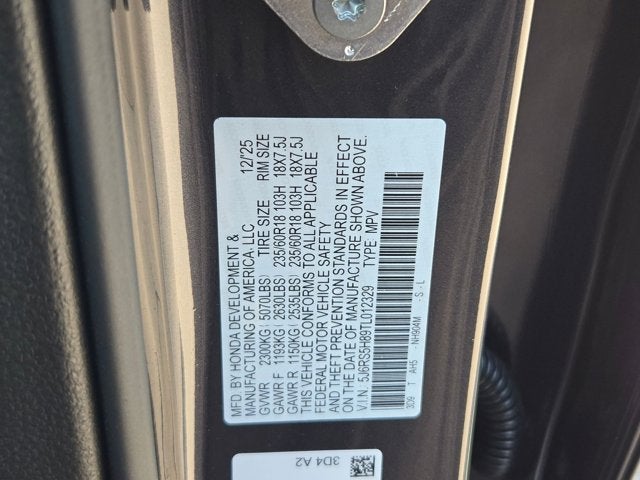 MFD. BY HONDA DEVELOPMENT & 12/'25
MANUFACTURING OF AMERICA, LLC
GVWR 2300KG (5070LBS) TIRE SIZE RIM SIZE
GAWR F 1193KG (2630LBS) 235/60R18 103H 18X7.5J
GAWR R 1150KG (2535LBS) 235/60R18 103H 18X7.5J
THIS VEHICLE CONFORMS TO ALL APPLICABLE
FEDERAL MOTOR VEHICLE SAFETY
AND THEFT PREVENTION STANDARDS IN EFFECT
ON THE DATE OF MANUFACTURE SHOWN ABOVE.
V.I.N. 5J6RS5H89TL012329 TYPE MPV
3D9 T AH5 NH904M - S - L
3D4 A2